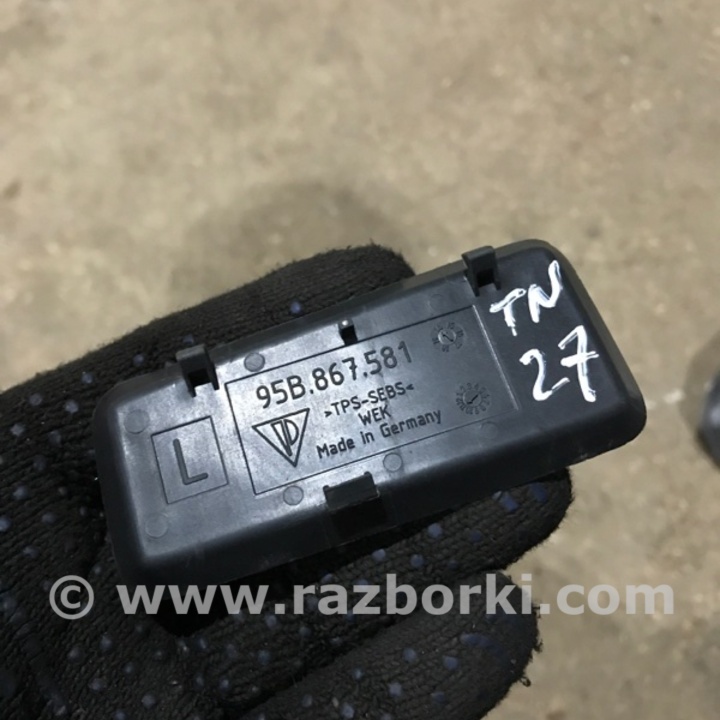 TN
27
95B.867.581
>TPS-SEBS<
WEK
Made in Germany
L
© www.razborki.com